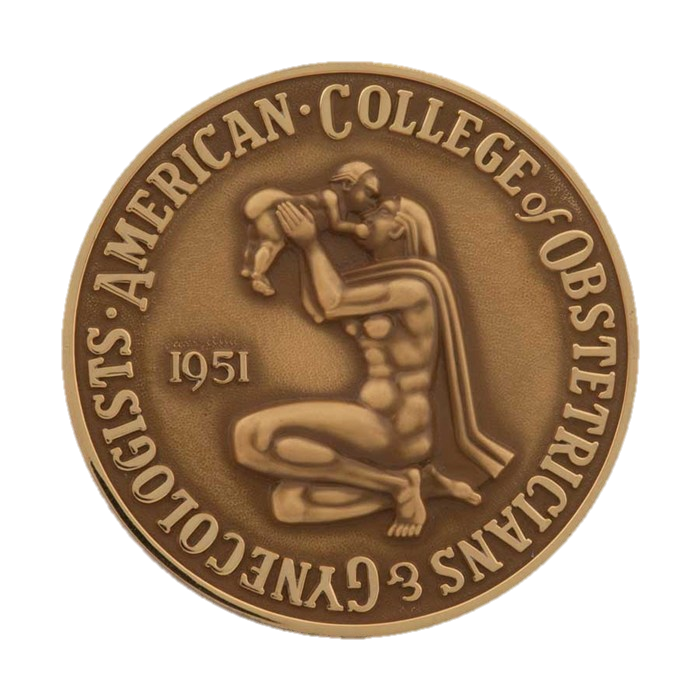 AMERICAN · COLLEGE of OBSTETRICIANS & GYNECOLOGISTS ·
1951